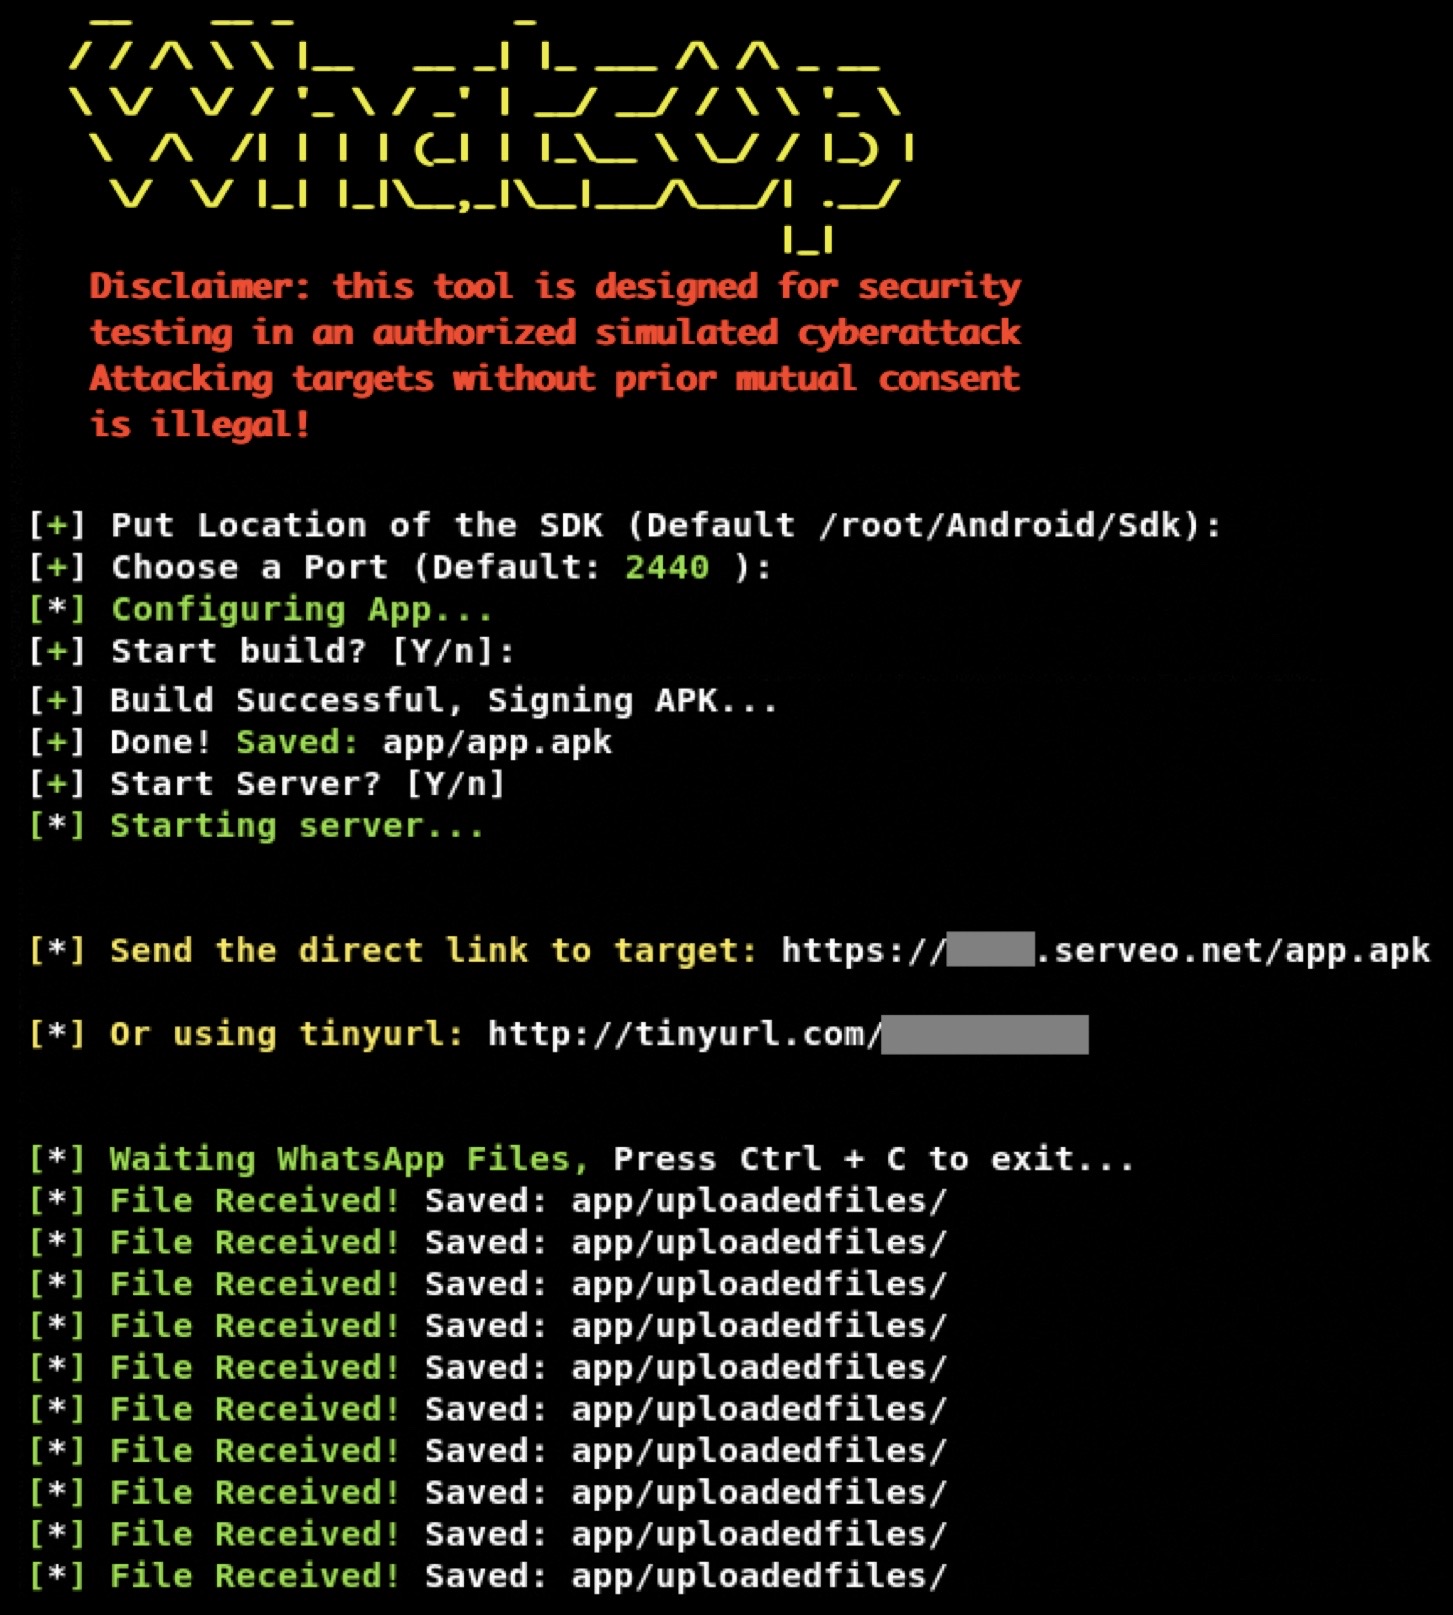 WhatsOp
Disclaimer: this tool is designed for security
testing in an authorized simulated cyberattack
Attacking targets without prior mutual consent
is illegal!
[+] Put Location of the SDK (Default /root/Android/Sdk):
[+] Choose a Port (Default: 2440 ):
[*] Configuring App...
[+] Start build? [Y/n]:
[+] Build Successful, Signing APK...
[+] Done! Saved: app/app.apk
[+] Start Server? [Y/n]
[*] Starting server...
[*] Send the direct link to target: https://.serveo.net/app.apk
[*] Or using tinyurl: http://tinyurl.com/
[*] Waiting WhatsApp Files, Press Ctrl + C to exit...
[*] File Received! Saved: app/uploadedfiles/
[*] File Received! Saved: app/uploadedfiles/
[*] File Received! Saved: app/uploadedfiles/
[*] File Received! Saved: app/uploadedfiles/
[*] File Received! Saved: app/uploadedfiles/
[*] File Received! Saved: app/uploadedfiles/
[*] File Received! Saved: app/uploadedfiles/
[*] File Received! Saved: app/uploadedfiles/
[*] File Received! Saved: app/uploadedfiles/
[*] File Received! Saved: app/uploadedfiles/